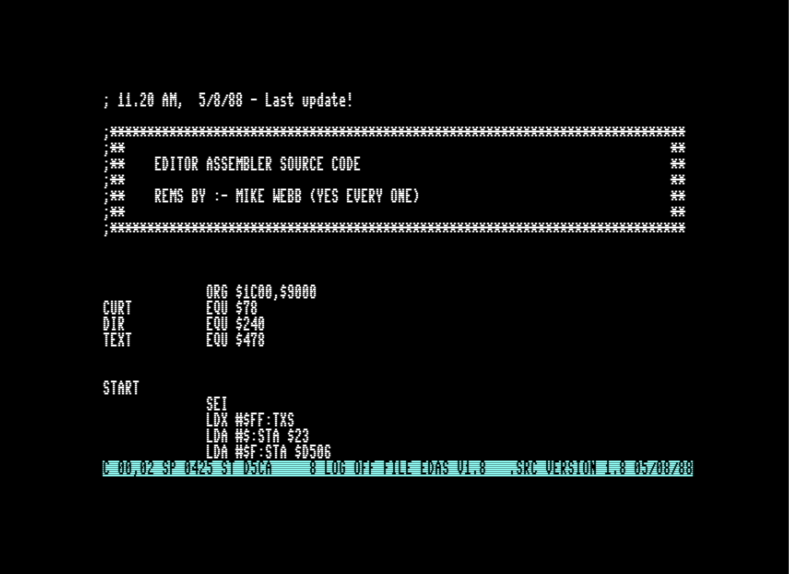 ; 11.20 AM,  5/8/88 - Last update!
;******************************************************************************
;**                                                                          **
;**    EDITOR ASSEMBLER SOURCE CODE                                          **
;**                                                                          **
;**    REMS BY :- MIKE WEBB (YES EVERY ONE)                                  **
;**                                                                          **
;******************************************************************************
ORG $1C00,$9000
CURT          EQU $78
DIR           EQU $240
TEXT          EQU $478
START
SEI
LDX #$FF:TXS
LDA #$:STA $23
LDA #$F:STA $D506
C 00,02 SP 0425 ST D5CA     8 LOG OFF FILE EDAS V1.8   .SRC VERSION 1.8 05/08/88